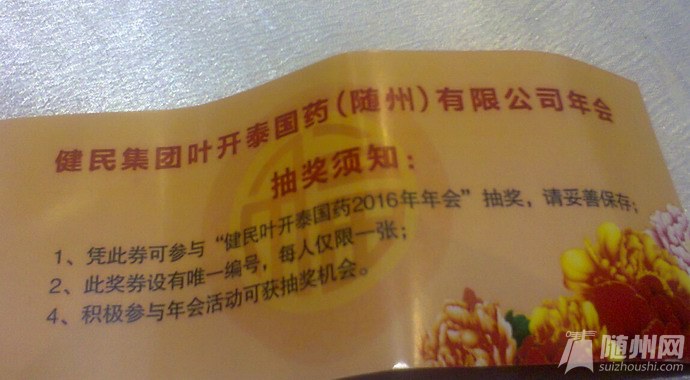 健民集团叶开泰国药（随州）有限公司年会
抽奖须知：
1、凭此券可参与“健民叶开泰国药2016年年会”抽奖，请妥善保存；
2、此奖券设有唯一编号，每人仅限一张；
4、积极参与年会活动可获抽奖机会。
随州网
suizhoushi.com